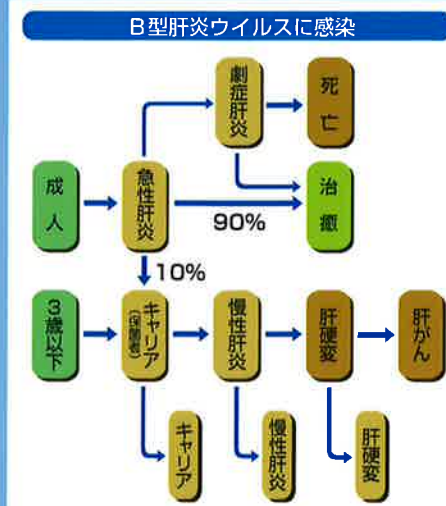 B型肝炎ウイルスに感染
劇症肝炎
死亡
成人
急性肝炎
治癒
90%
10%
3歳以下
キャリア
(保菌者)
慢性肝炎
肝硬変
肝がん
キャリア
慢性肝炎
肝硬変